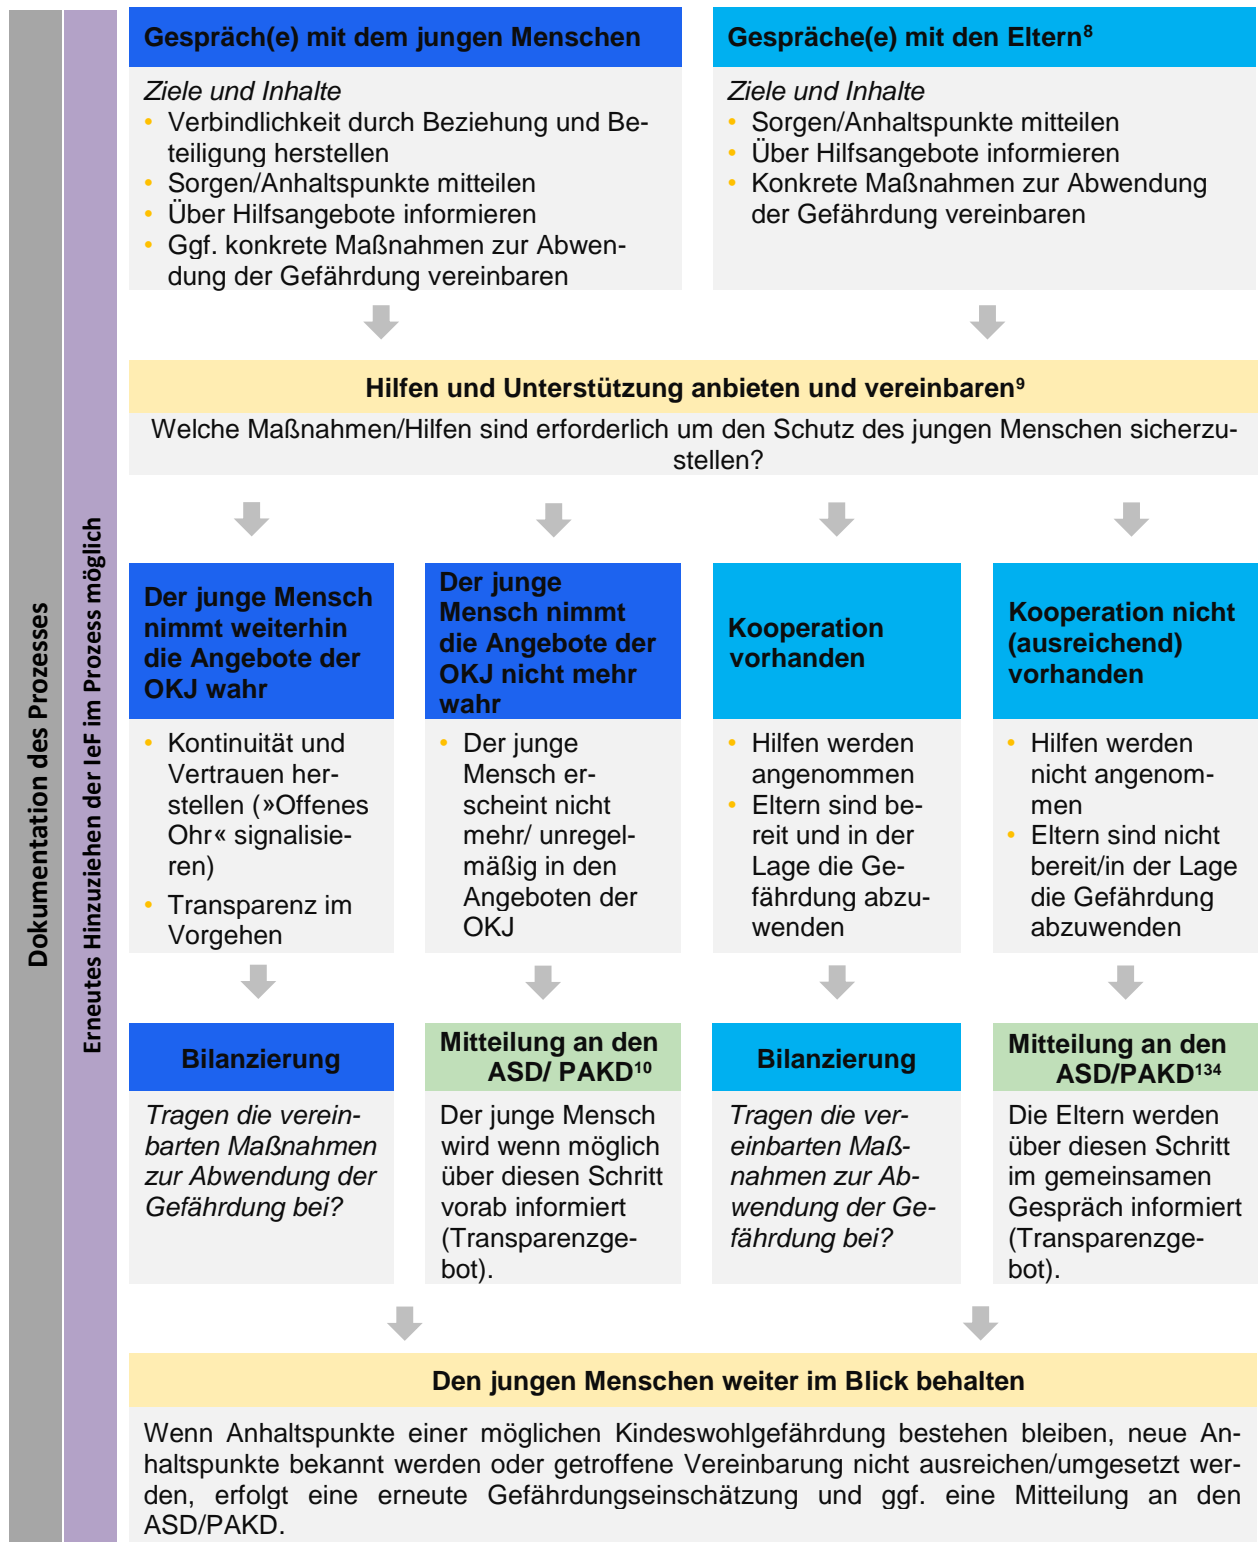 Dokumentation des Prozesses
Erneutes Hinzuziehen der IeF im Prozess möglich
Gespräch(e) mit dem jungen Menschen
Ziele und Inhalte
• Verbindlichkeit durch Beziehung und Be-
teiligung herstellen
• Sorgen/Anhaltspunkte mitteilen
• Über Hilfsangebote informieren
• Ggf. konkrete Maßnahmen zur Abwen-
dung der Gefährdung vereinbaren
Gespräche(e) mit den Eltern⁸
Ziele und Inhalte
• Sorgen/Anhaltspunkte mitteilen
• Über Hilfsangebote informieren
• Konkrete Maßnahmen zur Abwendung
der Gefährdung vereinbaren
Hilfen und Unterstützung anbieten und vereinbaren⁹
Welche Maßnahmen/Hilfen sind erforderlich um den Schutz des jungen Menschen sicherzu-
stellen?
Der junge Mensch
nimmt weiterhin
die Angebote der
OKJ wahr
• Kontinuität und
Vertrauen her-
stellen (»Offenes
Ohr« signalisie-
ren)
• Transparenz im
Vorgehen
Der junge
Mensch nimmt
die Angebote der
OKJ nicht mehr
wahr
• Der junge
Mensch er-
scheint nicht
mehr/ unregel-
mäßig in den
Angeboten der
OKJ
Kooperation
vorhanden
• Hilfen werden
angenommen
• Eltern sind be-
reit und in der
Lage die Ge-
fährdung abzu-
wenden
Kooperation nicht
(ausreichend)
vorhanden
• Hilfen werden
nicht angenom-
men
• Eltern sind nicht
bereit/in der Lage
die Gefährdung
abzuwenden
Bilanzierung
Tragen die verein-
barten Maßnahmen
zur Abwendung der
Gefährdung bei?
Mitteilung an den
ASD/ PAKD¹⁰
Der junge Mensch
wird wenn möglich
über diesen Schritt
vorab informiert
(Transparenzge-
bot).
Bilanzierung
Tragen die ver-
einbarten Maß-
nahmen zur Ab-
wendung der Ge-
fährdung bei?
Mitteilung an den
ASD/PAKD¹³⁴
Die Eltern werden
über diesen Schritt
im gemeinsamen
Gespräch informiert
(Transparenzge-
bot).
Den jungen Menschen weiter im Blick behalten
Wenn Anhaltspunkte einer möglichen Kindeswohlgefährdung bestehen bleiben, neue An-
haltspunkte bekannt werden oder getroffene Vereinbarung nicht ausreichen/umgesetzt wer-
den, erfolgt eine erneute Gefährdungseinschätzung und ggf. eine Mitteilung an den
ASD/PAKD.